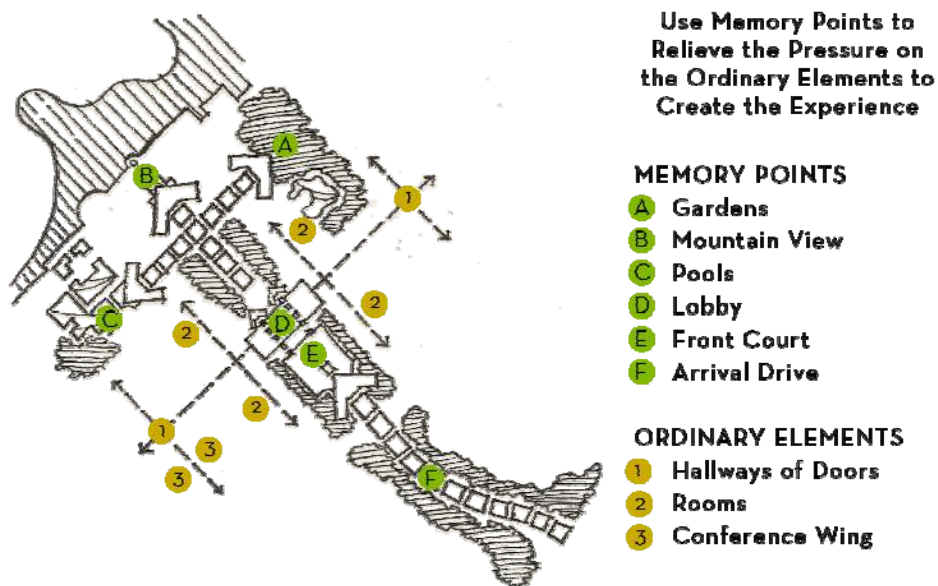 Use Memory Points to
Relieve the Pressure on
the Ordinary Elements to
Create the Experience
MEMORY POINTS
A Gardens
B Mountain View
C Pools
D Lobby
E Front Court
F Arrival Drive
ORDINARY ELEMENTS
1 Hallways of Doors
2 Rooms
3 Conference Wing
A
B
1
2
C
D
2
2
E
2
1
3
3
F